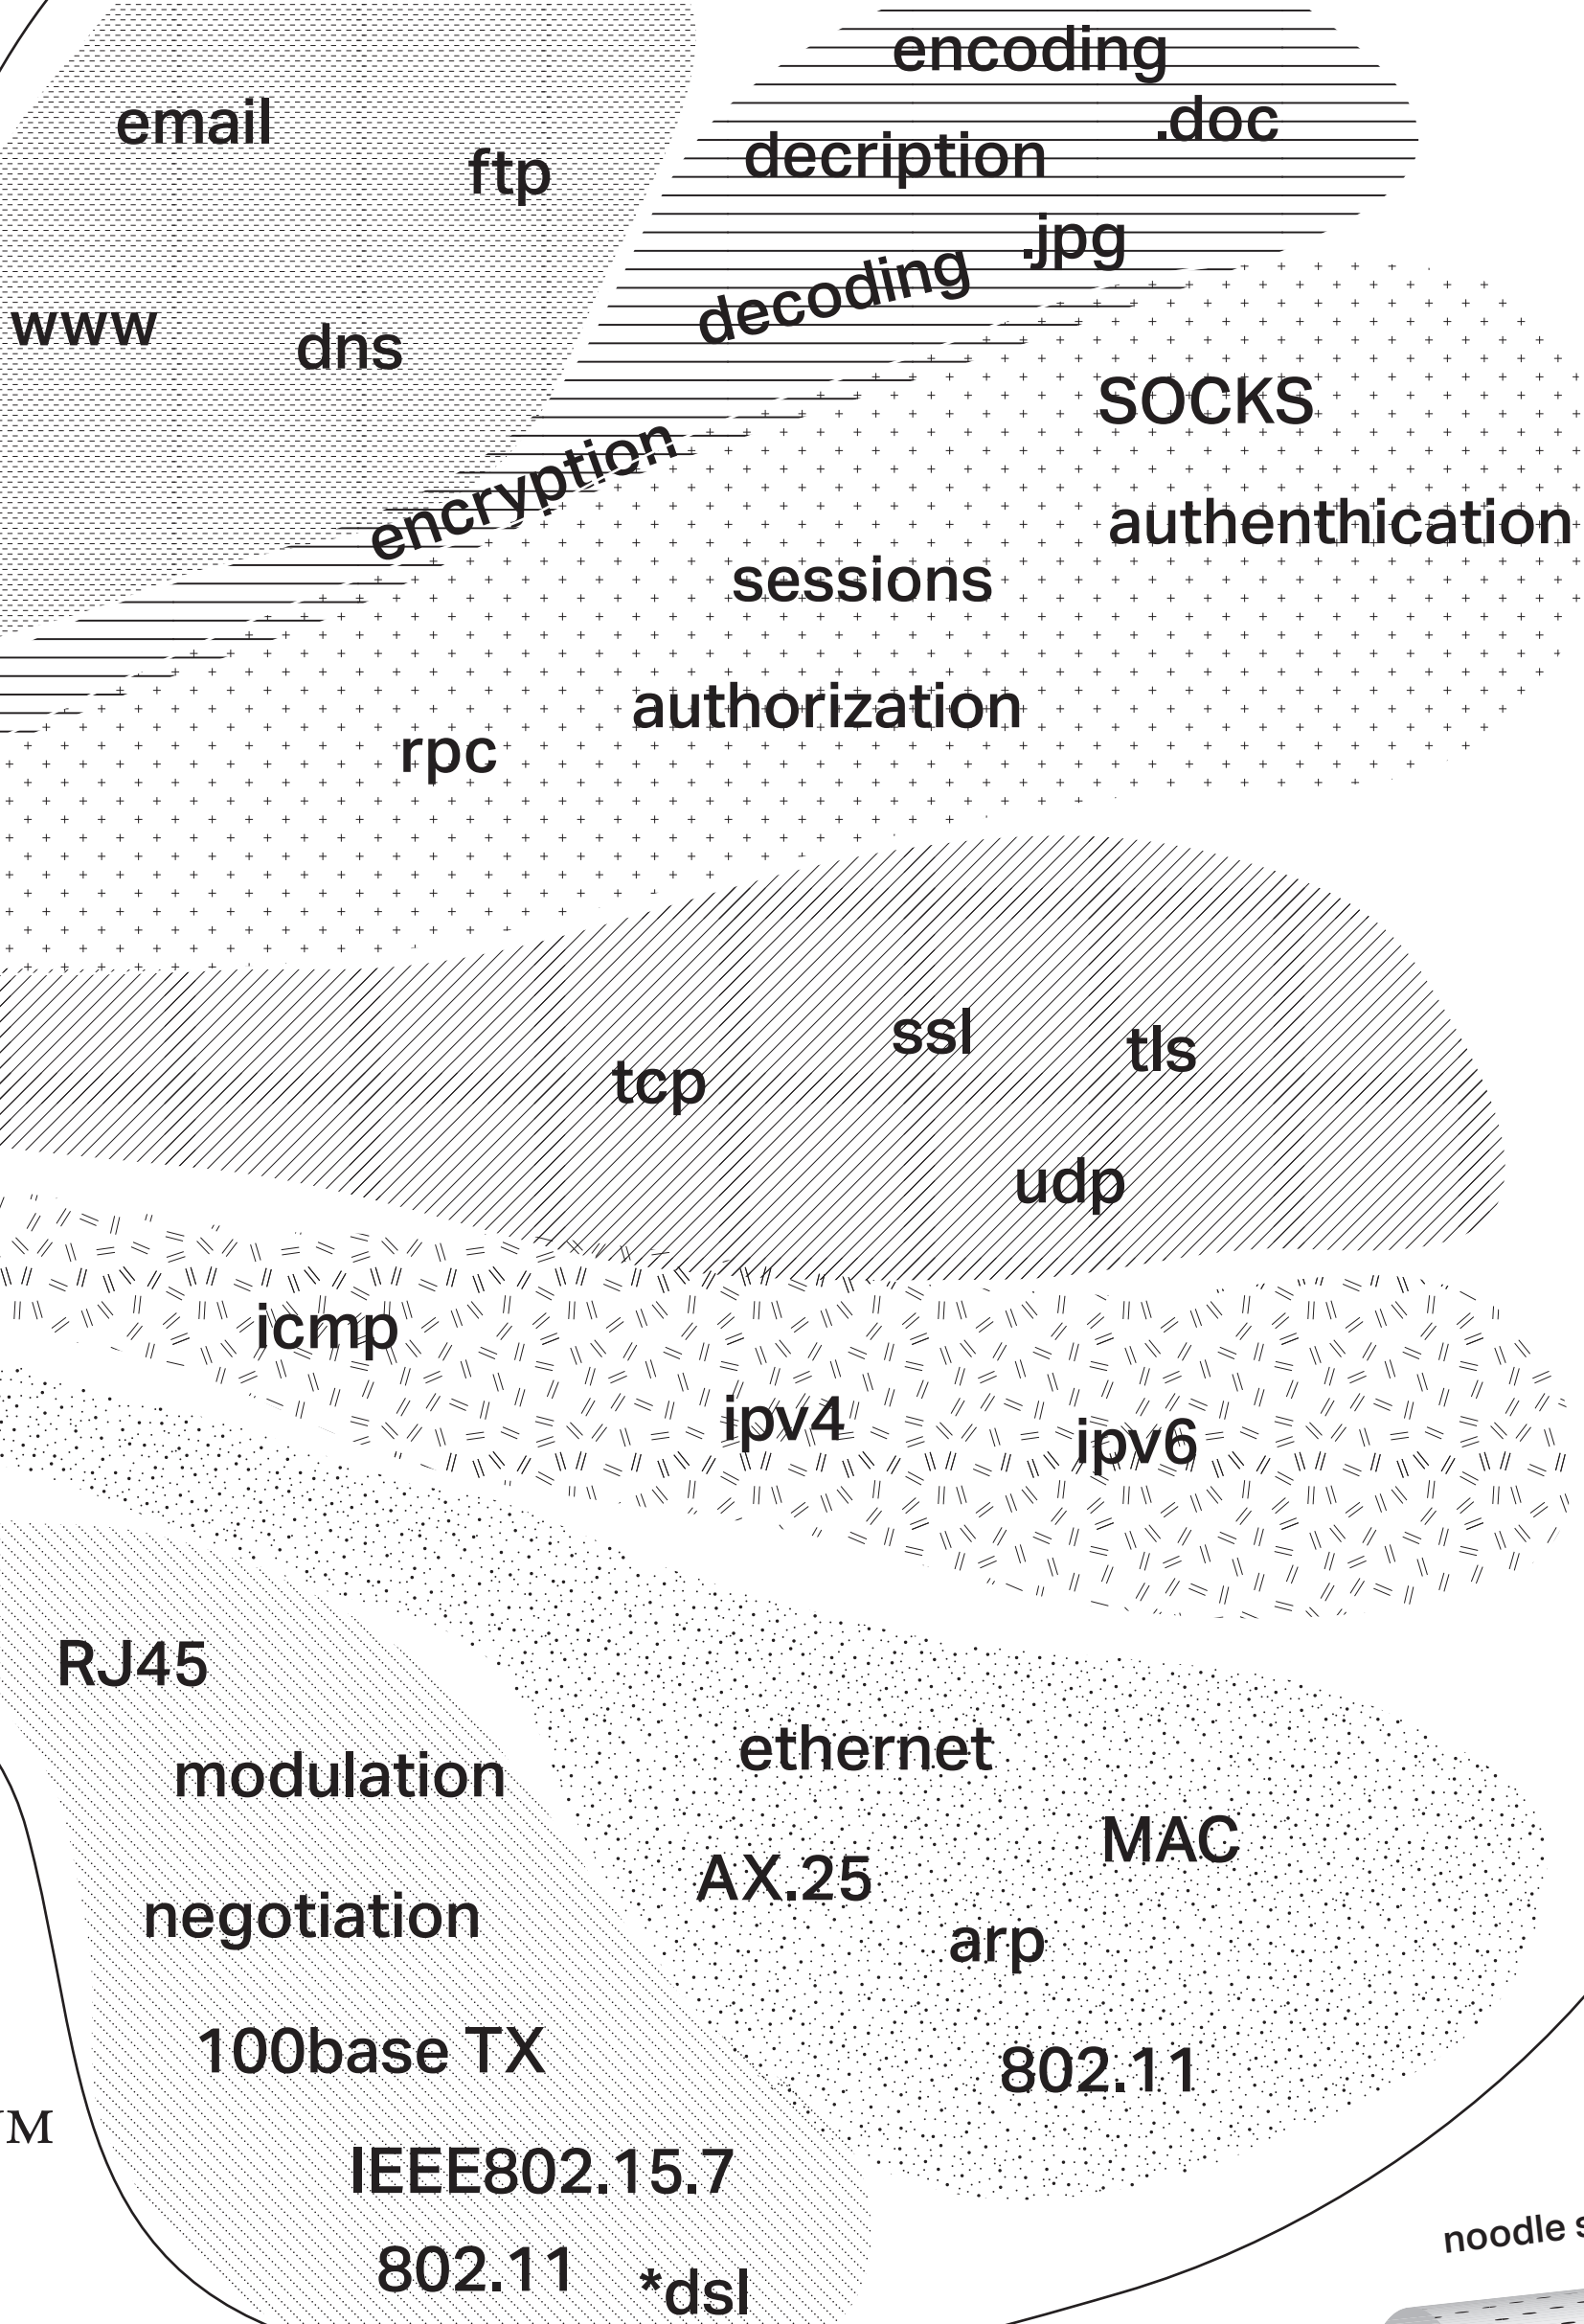 encoding
email
.doc
ftp
decription
.jpg
decoding
www
dns
SOCKS
encryption
authenthication
sessions
authorization
rpc
ssl
tls
tcp
udp
icmp
ipv4
ipv6
RJ45
ethernet
modulation
MAC
AX.25
negotiation
arp
100base TX
802.11
IEEE802.15.7
noodle
802.11
*dsl